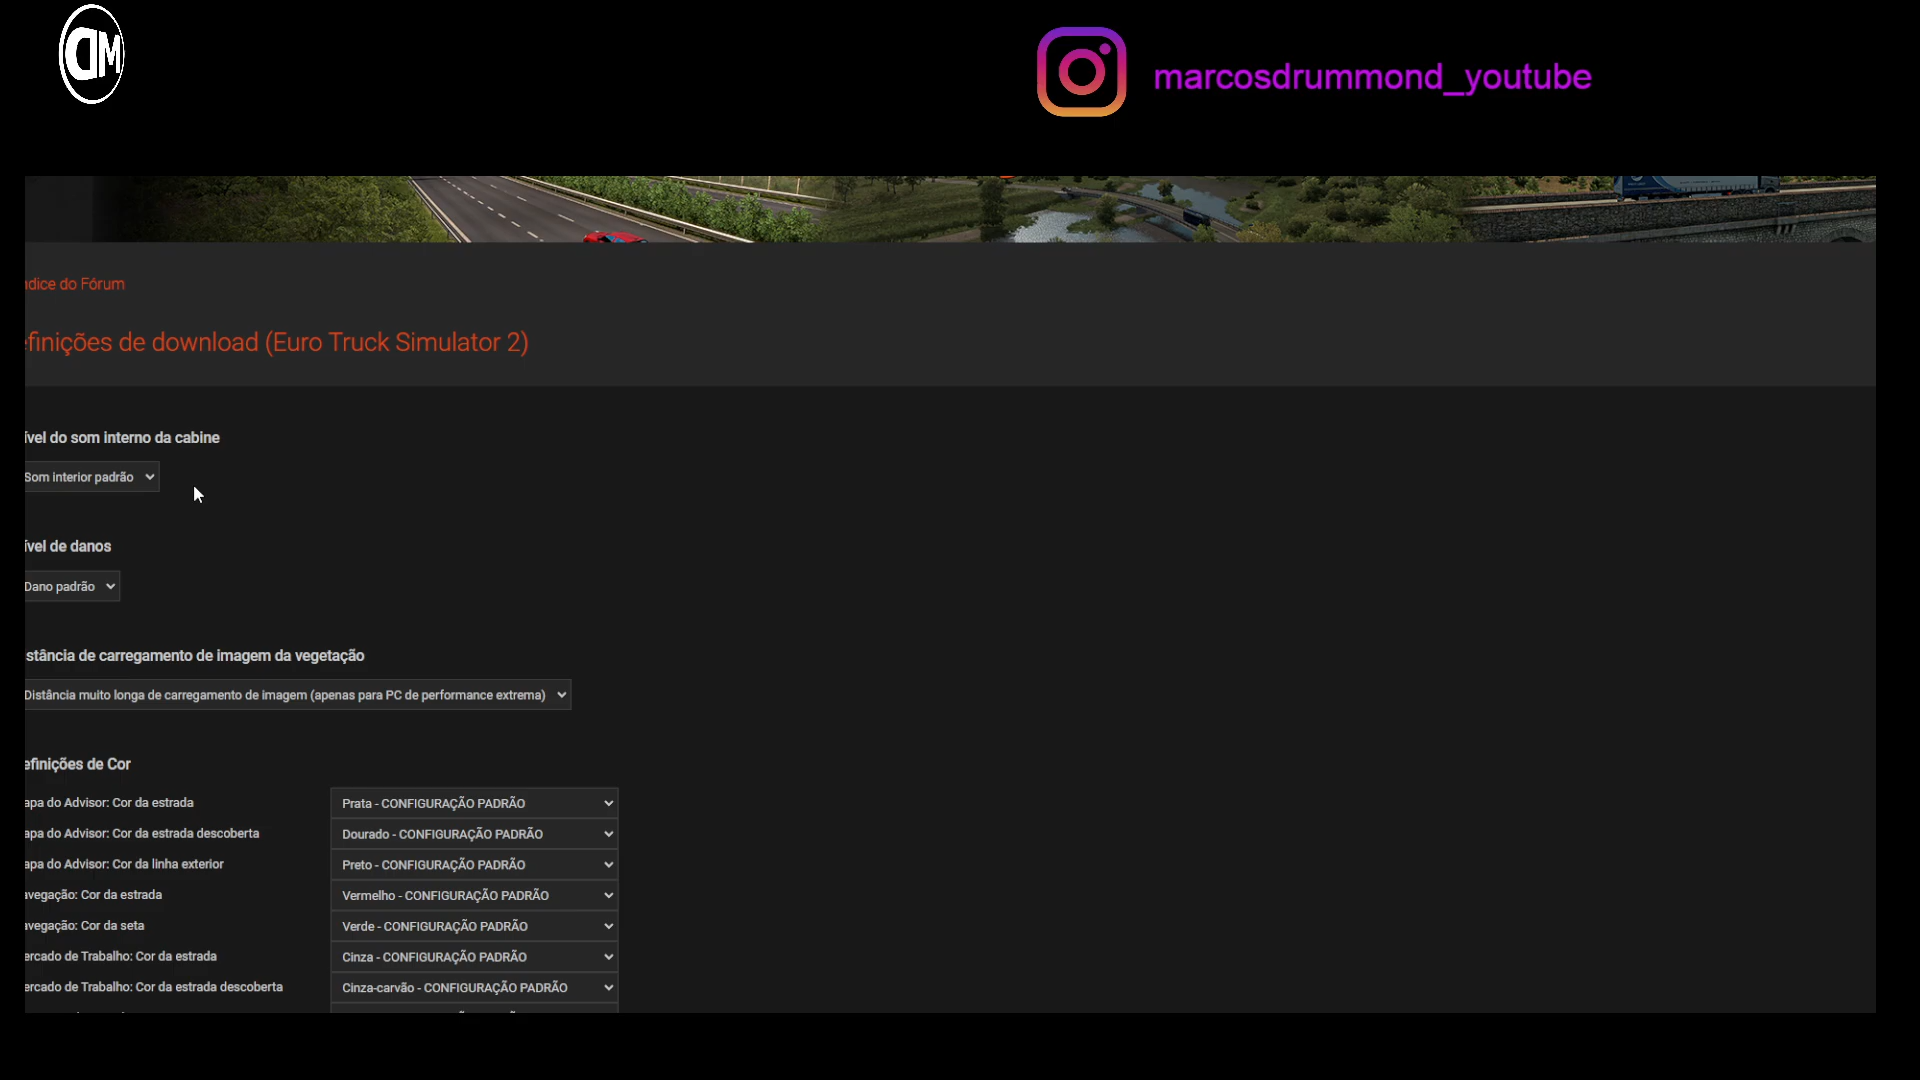 DM
marcosdrummond_youtube
ndice do Fórum
efinições de download (Euro Truck Simulator 2)
ível do som interno da cabine
Som interior padrão
ível de danos
Dano padrão
stância de carregamento de imagem da vegetação
Distância muito longa de carregamento de imagem (apenas para PC de performance extrema)
efinições de Cor
apa do Advisor: Cor da estrada Prata - CONFIGURAÇÃO PADRÃO
apa do Advisor: Cor da estrada descoberta Dourado - CONFIGURAÇÃO PADRÃO
apa do Advisor: Cor da linha exterior Preto - CONFIGURAÇÃO PADRÃO
avegação: Cor da estrada Vermelho - CONFIGURAÇÃO PADRÃO
avegação: Cor da seta Verde - CONFIGURAÇÃO PADRÃO
ercado de Trabalho: Cor da estrada Cinza - CONFIGURAÇÃO PADRÃO
ercado de Trabalho: Cor da estrada descoberta Cinza-carvão - CONFIGURAÇÃO PADRÃO